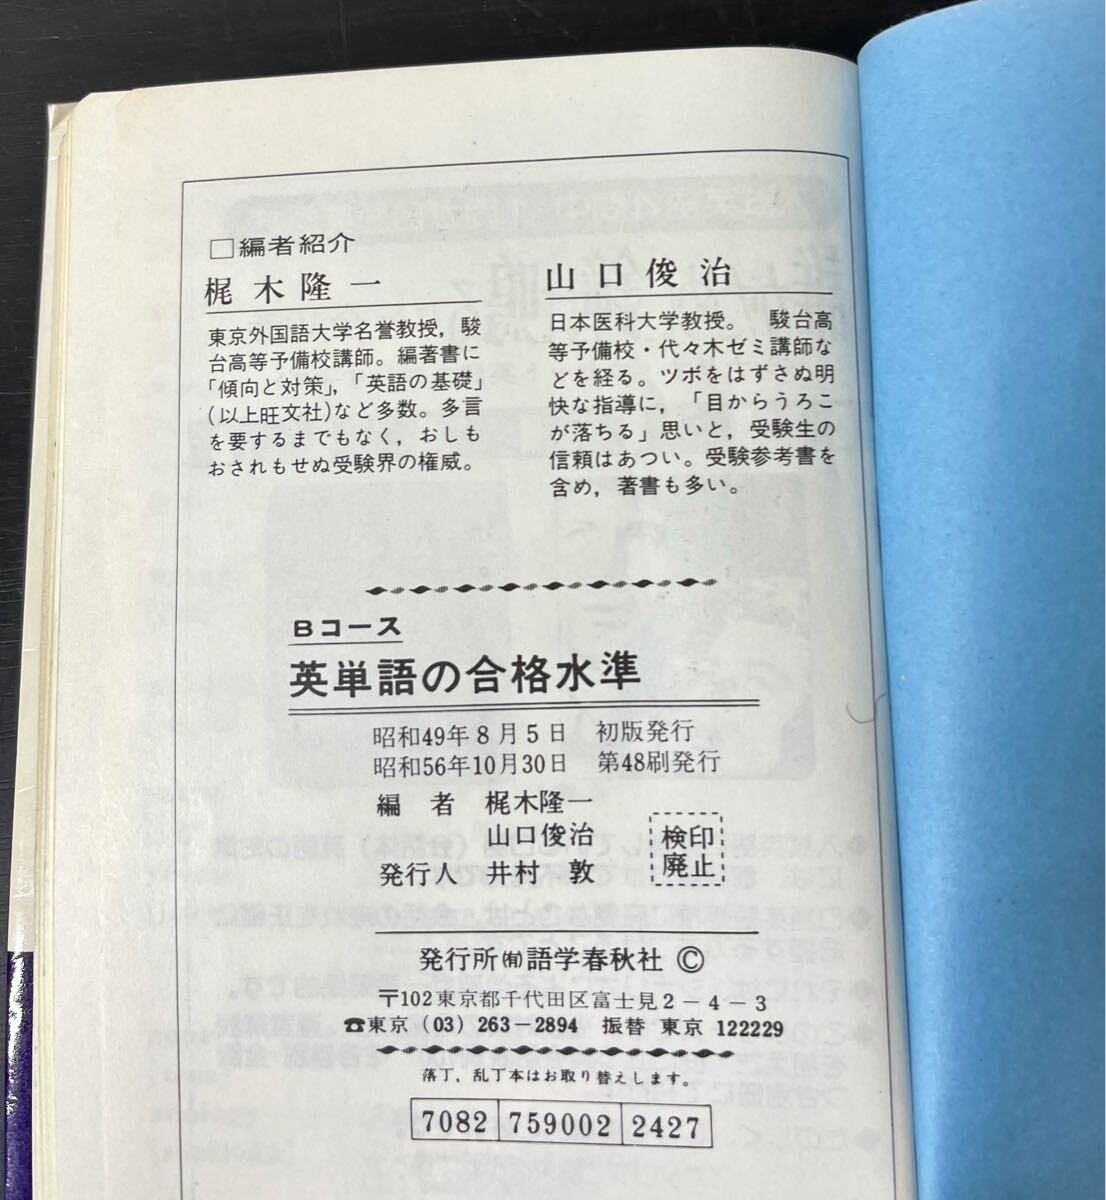 □編者紹介
梶木隆一
東京外国語大学名誉教授，駿
台高等予備校講師。編著書に
「傾向と対策」，「英語の基礎」
(以上旺文社)など多数。多言
を要するまでもなく，おしも
おされもせぬ受験界の権威。
山口俊治
日本医科大学教授。 駿台高
等予備校・代々木ゼミ講師な
どを経る。ツボをはずさぬ明
快な指導に，「目からうろこ
が落ちる」思いと，受験生の
信頼はあつい。受験参考書を
含め，著書も多い。
Bコース
英単語の合格水準
昭和49年8月5日 初版発行
昭和56年10月30日 第48刷発行
編者 梶木隆一
山口俊治
発行人 井村 敦
検印
廃止
発行所 ㈲ 語学春秋社 ©
〒102東京都千代田区富士見2－4－3
☎東京 (03) 263－2894 振替 東京 122229
落丁，乱丁本はお取り替えします。
7082 759002 2427